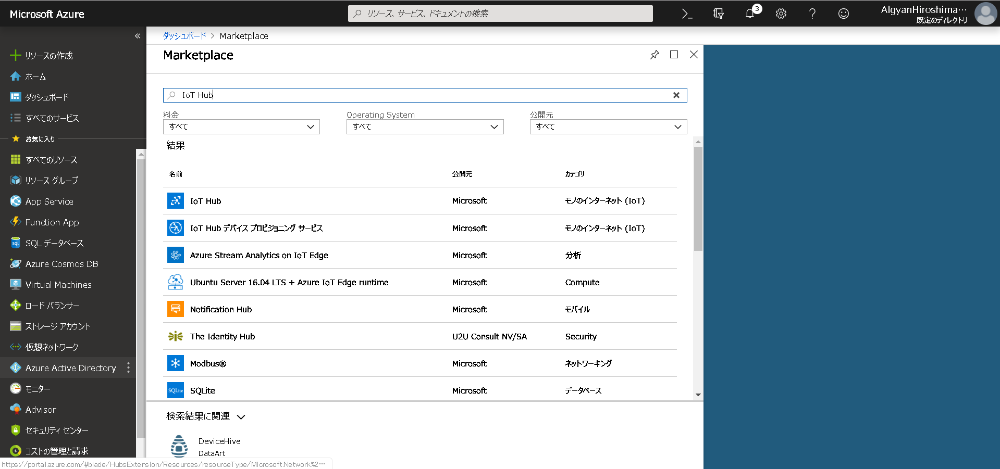 Microsoft Azure
リソース、サービス、ドキュメントの検索
3
AlgyanHiroshima…
既定のディレクトリ
«
リソースの作成
ホーム
ダッシュボード
すべてのサービス
お気に入り
すべてのリソース
リソース グループ
App Service
Function App
SQL データベース
Azure Cosmos DB
Virtual Machines
ロード バランサー
ストレージ アカウント
仮想ネットワーク
Azure Active Directory
モニター
Advisor
セキュリティ センター
コストの管理と請求
ダッシュボード > Marketplace
Marketplace
IoT Hub
料金 Operating System 公開元
すべて すべて すべて
結果
名前 公開元 カテゴリ
IoT Hub Microsoft モノのインターネット (IoT)
IoT Hub デバイス プロビジョニング サービス Microsoft モノのインターネット (IoT)
Azure Stream Analytics on IoT Edge Microsoft 分析
Ubuntu Server 16.04 LTS + Azure IoT Edge runtime Microsoft Compute
Notification Hub Microsoft モバイル
The Identity Hub U2U Consult NV/SA Security
Modbus® Microsoft ネットワーキング
SQLite SQLite Microsoft データベース
検索結果に関連
DeviceHive
DataArt
https://portal.azure.com/#blade/HubsExtension/Resources/resourceType/Microsoft.Network%2…